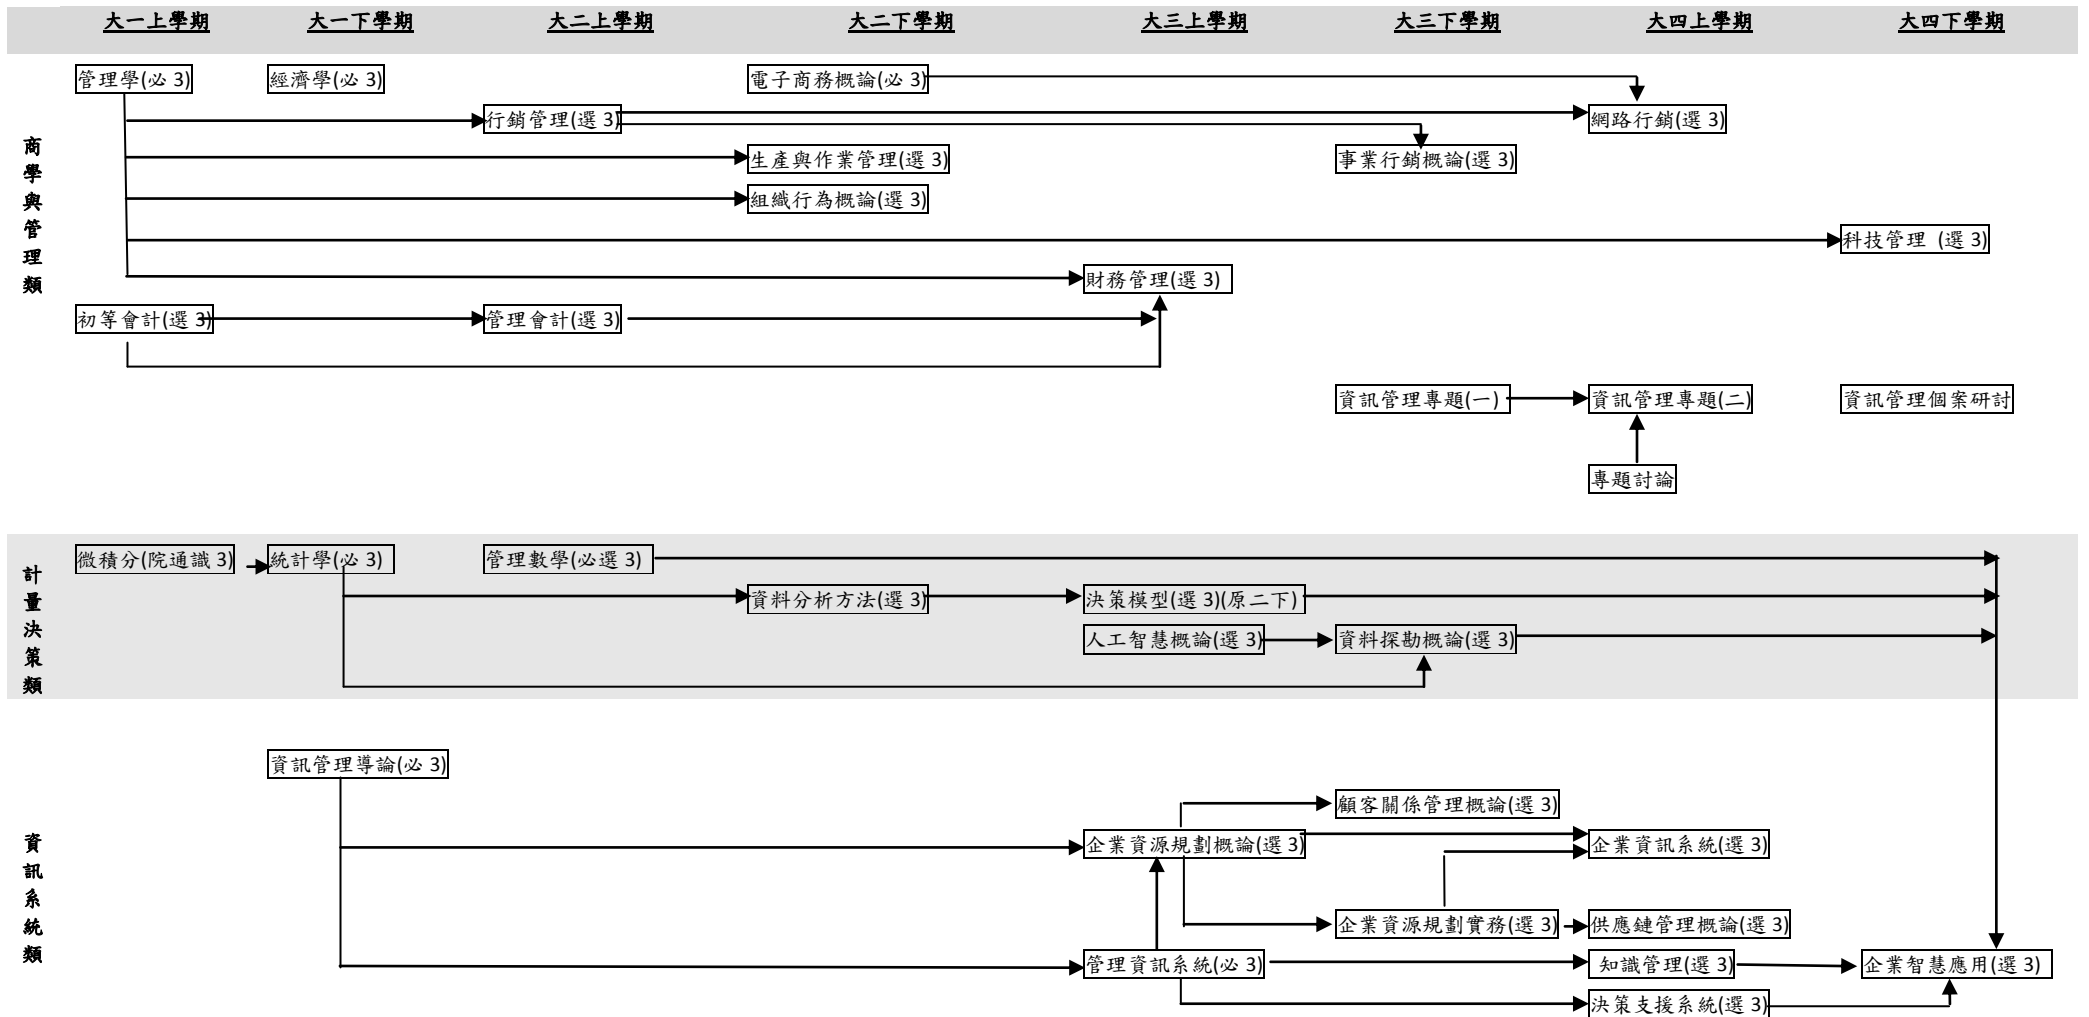 大一上學期 大一下學期 大二上學期 大二下學期 大三上學期 大三下學期 大四上學期 大四下學期
商學與管理類
管理學(必 3) 經濟學(必 3) 電子商務概論(必 3)
行銷管理(選 3) 網路行銷(選 3)
生產與作業管理(選 3) 事業行銷概論(選 3)
組織行為概論(選 3)
科技管理 (選 3)
財務管理(選 3)
初等會計(選 3) 管理會計(選 3)
資訊管理專題(一) 資訊管理專題(二) 資訊管理個案研討
專題討論
計量決策類
微積分(院通識 3) 統計學(必 3) 管理數學(必選 3)
資料分析方法(選 3) 決策模型(選 3)(原二下)
人工智慧概論(選 3) 資料探勘概論(選 3)
資訊系統類
資訊管理導論(必 3)
顧客關係管理概論(選 3)
企業資源規劃概論(選 3) 企業資訊系統(選 3)
企業資源規劃實務(選 3) 供應鏈管理概論(選 3)
管理資訊系統(必 3) 知識管理(選 3) 企業智慧應用(選 3)
決策支援系統(選 3)